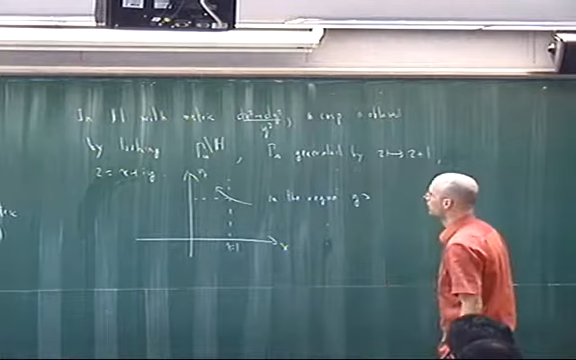 In H with metric dx²+dy²/y², a cusp is obtained
by looking Γ∞\H, Γ∞ generated by z ↦ z+1,
z = x+iy
y
in the region y>
x=1
x